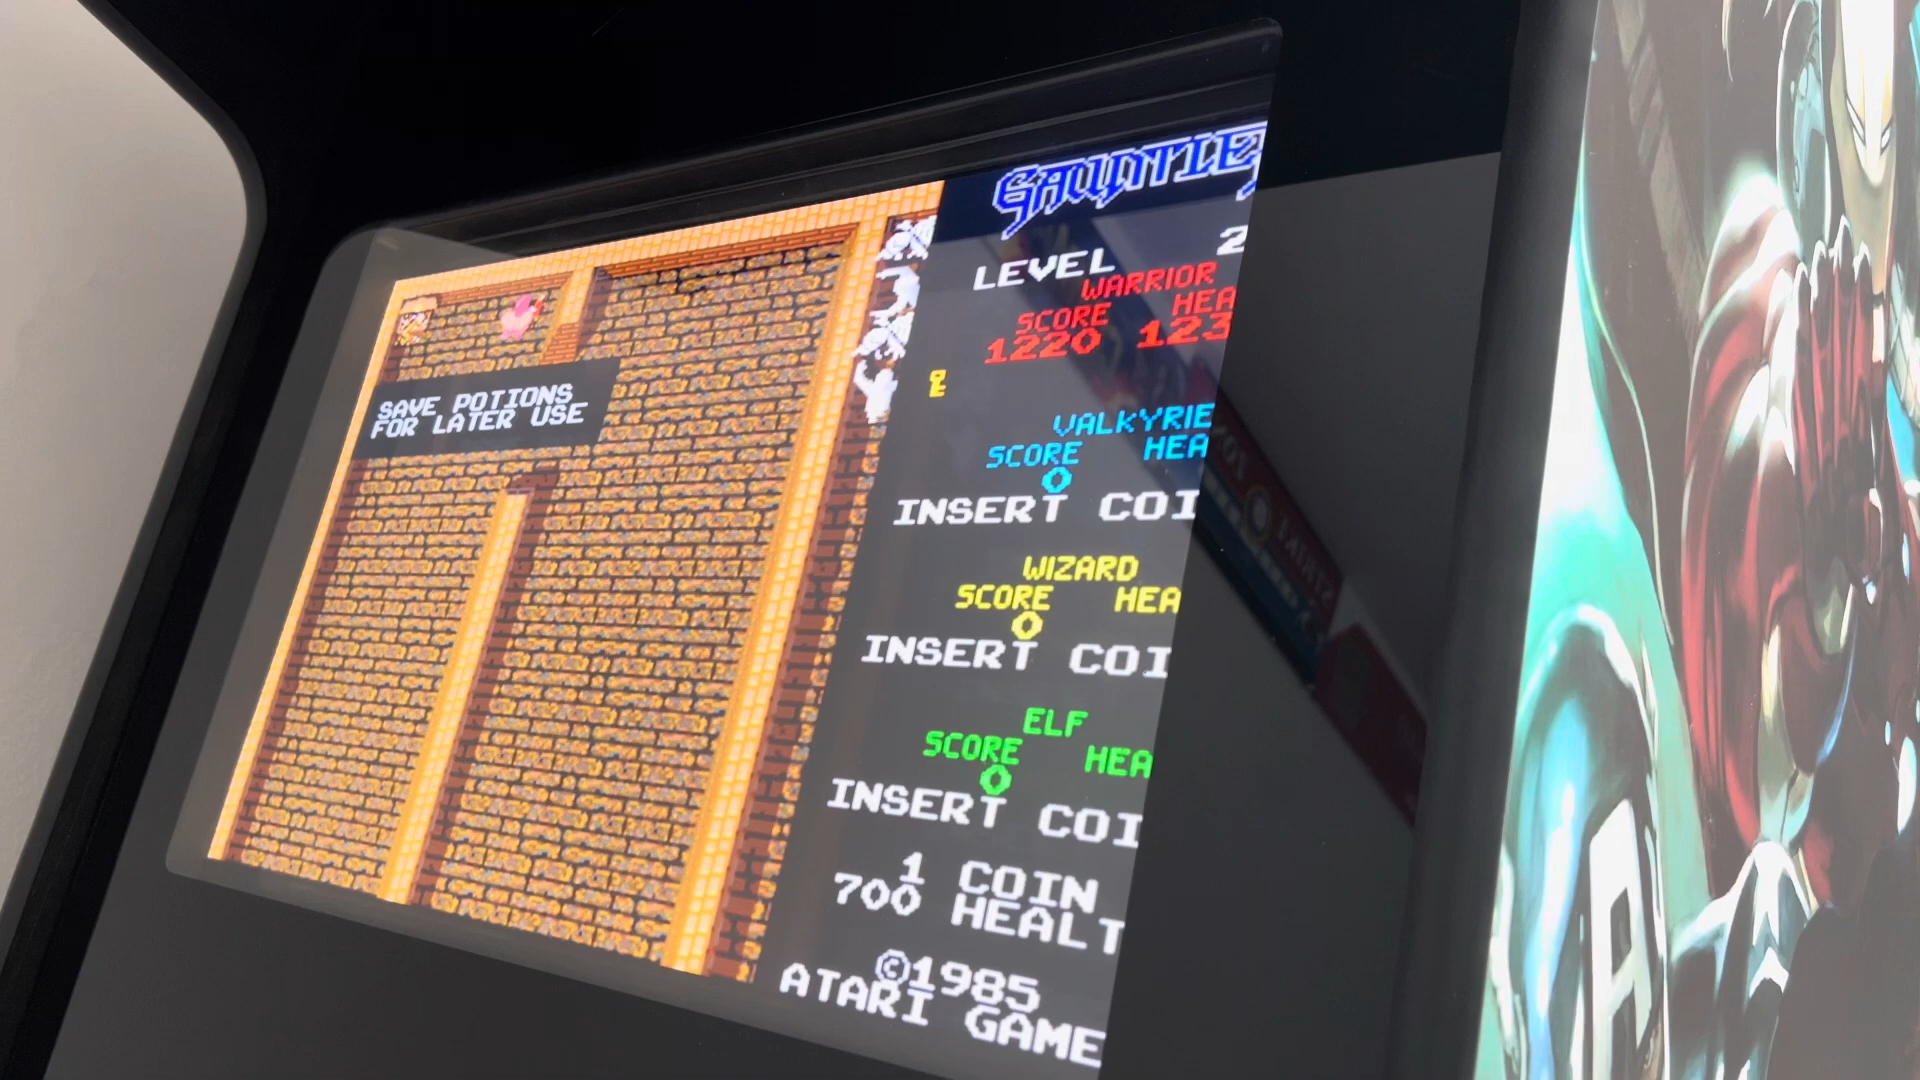 GAUNTLE
LEVEL 2
WARRIOR
SCORE HEA
1220 123
SAVE POTIONS
FOR LATER USE
VALKYRIE
SCORE HEA
0
INSERT COI
WIZARD
SCORE HEA
0
INSERT COI
ELF
SCORE HEA
0
INSERT COI
1 COIN
700 HEALT
©1985
ATARI GAME
A